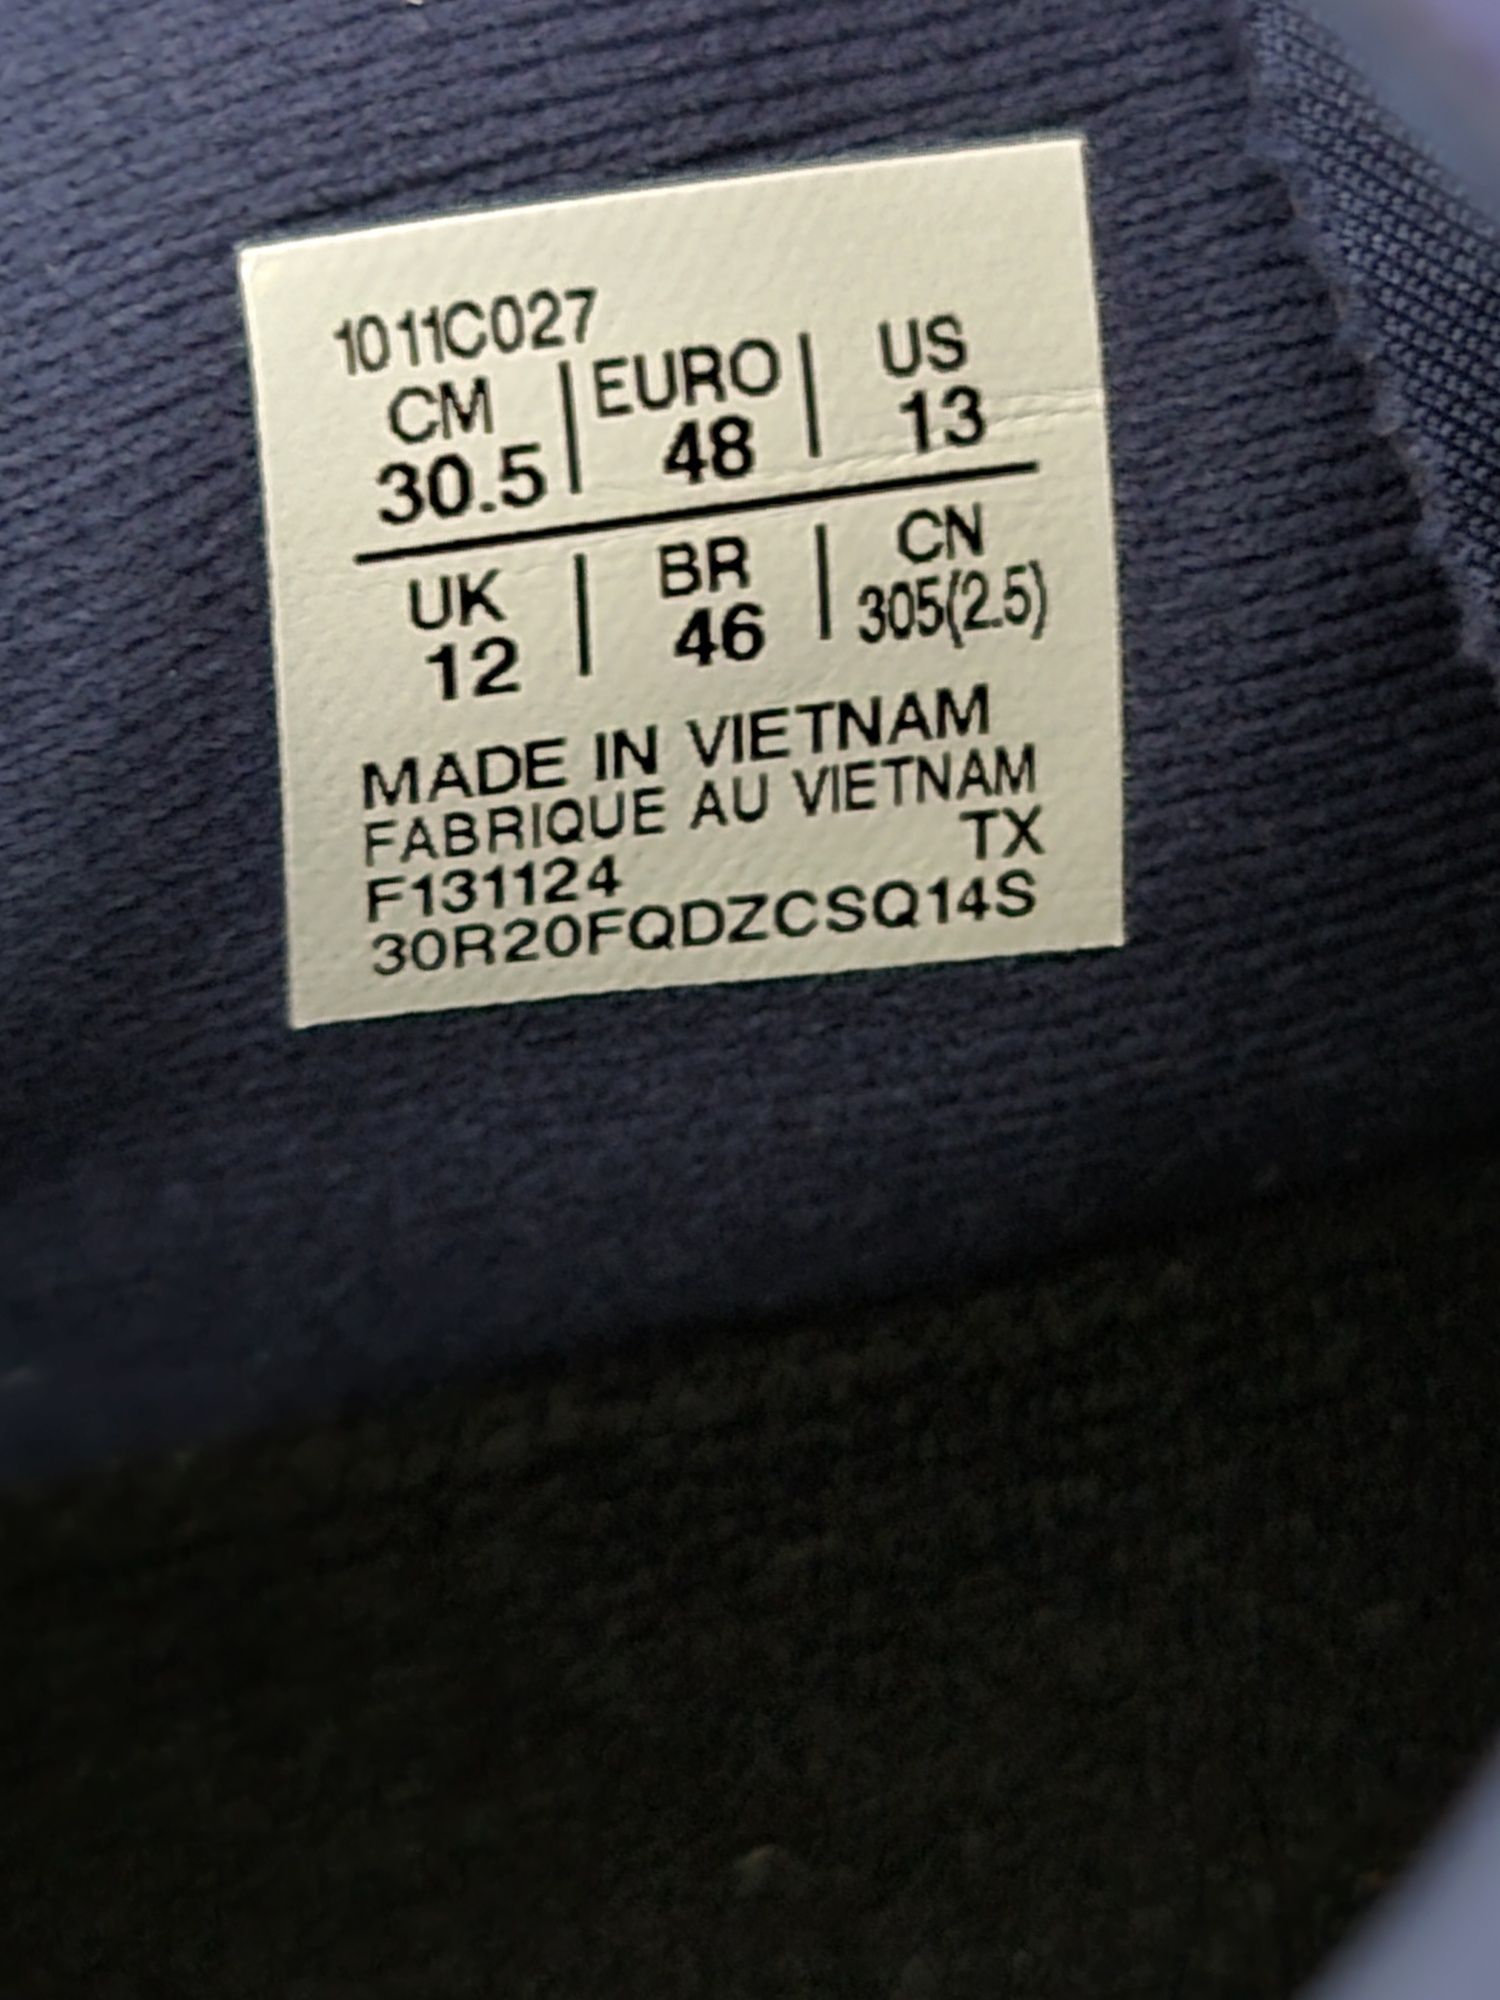 1011C027
CM | EURO | US
30.5 | 48 | 13
UK | BR | CN
12 | 46 | 305(2.5)
MADE IN VIETNAM
FABRIQUE AU VIETNAM
F131124 TX
30R20FQDZCSQ14S